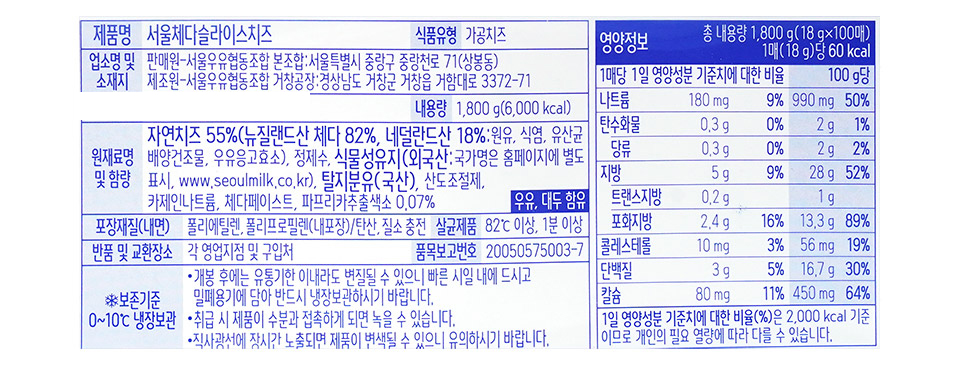 제품명 서울체다슬라이스치즈 식품유형 가공치즈
업소명 및 소재지 판매원-서울우유협동조합 본조합:서울특별시 중랑구 중랑천로 71(상봉동)
제조원-서울우유협동조합 거창공장:경상남도 거창군 거창읍 거함대로 3372-71
내용량 1,800 g(6,000 kcal)
원재료명 및 함량 자연치즈 55%(뉴질랜드산 체다 82%, 네덜란드산 18%:원유, 식염, 유산균
배양건조물, 우유응고효소), 정제수, 식물성유지(외국산:국가명은 홈페이지에 별도
표시, www.seoulmilk.co.kr), 탈지분유(국산), 산도조절제,
카제인나트륨, 체다페이스트, 파프리카추출색소 0.07% 우유, 대두 함유
포장재질(내면) 폴리에틸렌, 폴리프로필렌(내포장)/탄산, 질소 충전 살균제품 82℃ 이상, 1분 이상
반품 및 교환장소 각 영업지점 및 구입처 품목보고번호 20050575003-7
❄보존기준
0~10℃ 냉장보관
•개봉 후에는 유통기한 이내라도 변질될 수 있으니 빠른 시일 내에 드시고
밀폐용기에 담아 반드시 냉장보관하시기 바랍니다.
•취급 시 제품이 수분과 접촉하게 되면 녹을 수 있습니다.
•직사광선에 장시간 노출되면 제품이 변색될 수 있으니 유의하시기 바랍니다.
영양정보 총 내용량 1,800 g(18 g×100매)
1매(18 g)당 60 kcal
1매당 1일 영양성분 기준치에 대한 비율 100 g당
나트륨 180 mg 9% 990 mg 50%
탄수화물 0.3 g 0% 2 g 1%
당류 0.3 g 0% 2 g 2%
지방 5 g 9% 28 g 52%
트랜스지방 0.2 g 1 g
포화지방 2.4 g 16% 13.3 g 89%
콜레스테롤 10 mg 3% 56 mg 19%
단백질 3 g 5% 16.7 g 30%
칼슘 80 mg 11% 450 mg 64%
1일 영양성분 기준치에 대한 비율(%)은 2,000 kcal 기준
이므로 개인의 필요 열량에 따라 다를 수 있습니다.